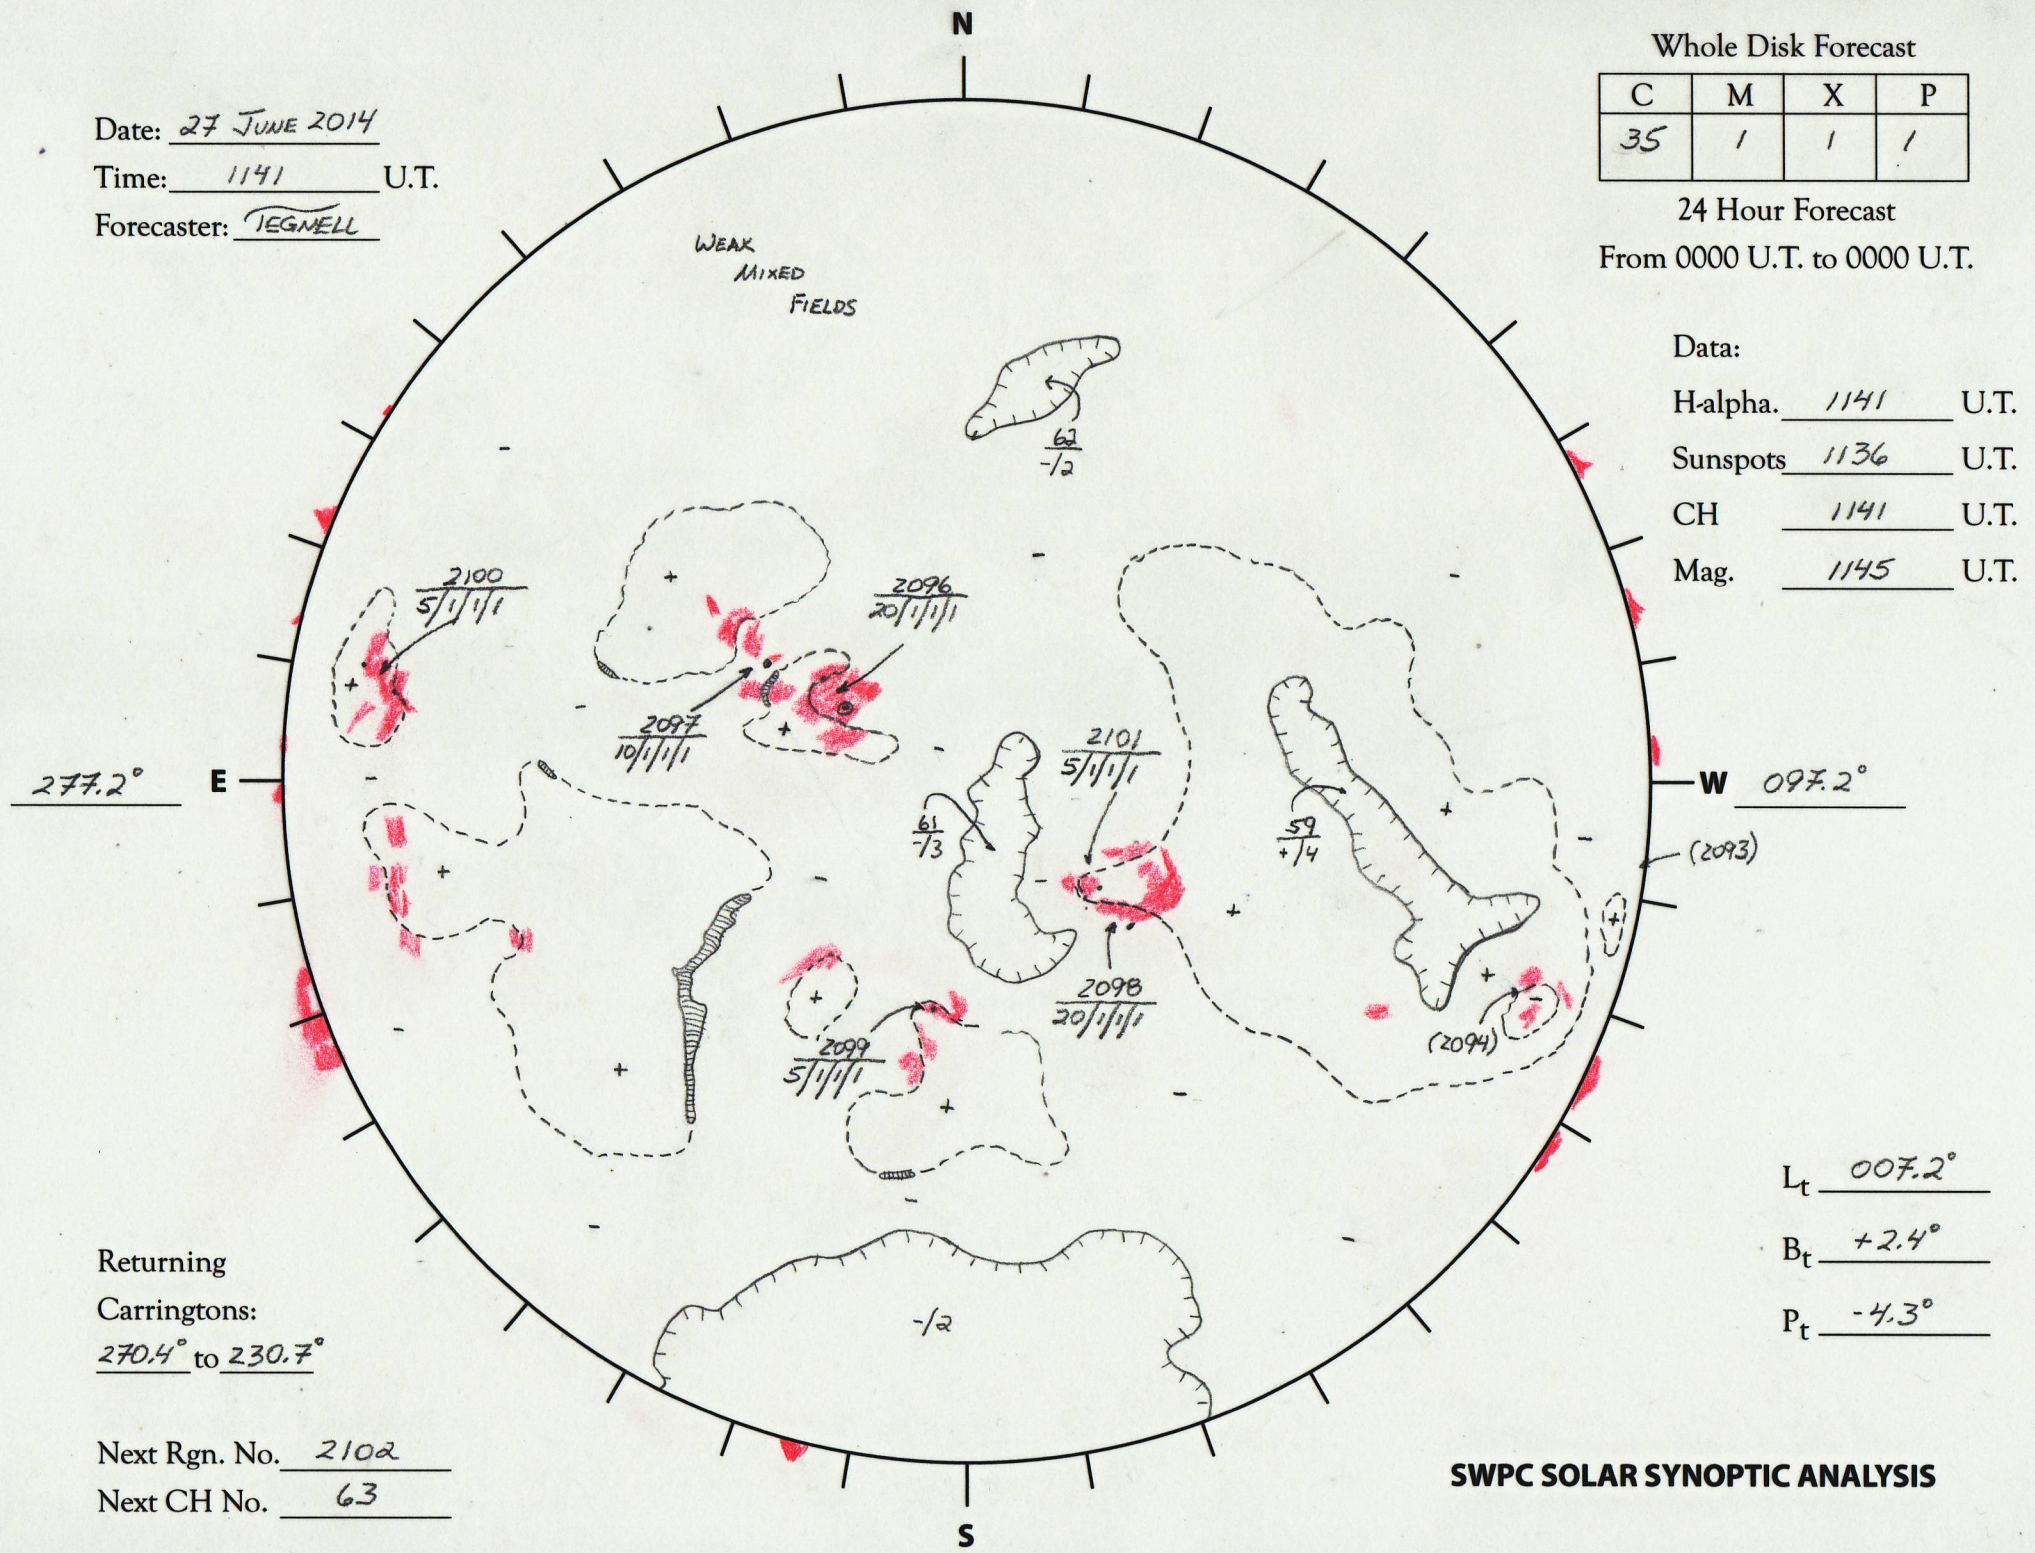 N
Whole Disk Forecast
C M X P
35 1 1 1
24 Hour Forecast
From 0000 U.T. to 0000 U.T.
Date: 27 JUNE 2014
Time: 1141 U.T.
Forecaster: TEGNELL
WEAK
MIXED
FIELDS
Data:
H-alpha. 1141 U.T.
Sunspots 1136 U.T.
CH 1141 U.T.
Mag. 1145 U.T.
62
-/2
2100
5/1/1/1
2096
20/1/1/1
2097
10/1/1/1
2101
5/1/1/1
277.2° E
W 097.2°
61
-/3
59
+/4
(2093)
2098
20/1/1/1
2099
5/1/1/1
(2094)
Lt 007.2°
Bt +2.4°
Pt -4.3°
-/2
Returning
Carringtons:
270.4° to 230.7°
Next Rgn. No. 2102
Next CH No. 63
SWPC SOLAR SYNOPTIC ANALYSIS
S